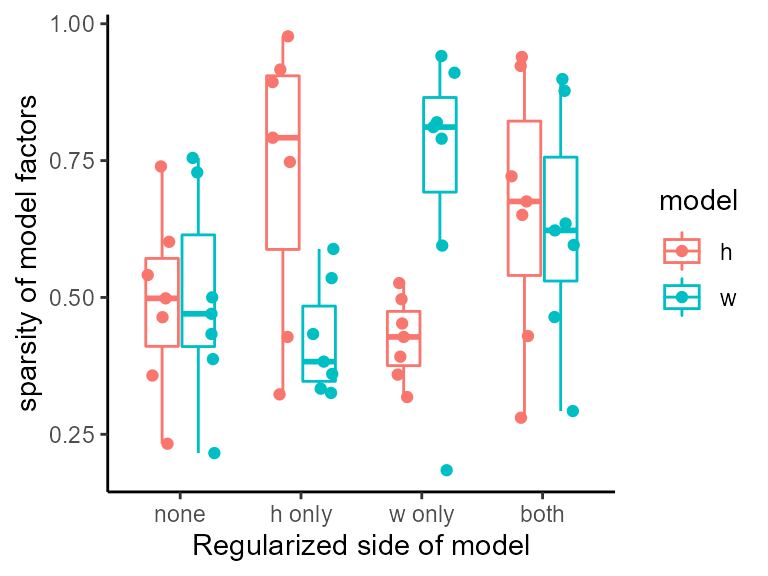 sparsity of model factors
1.00
0.75
0.50
0.25
none h only w only both
Regularized side of model
model
h
w